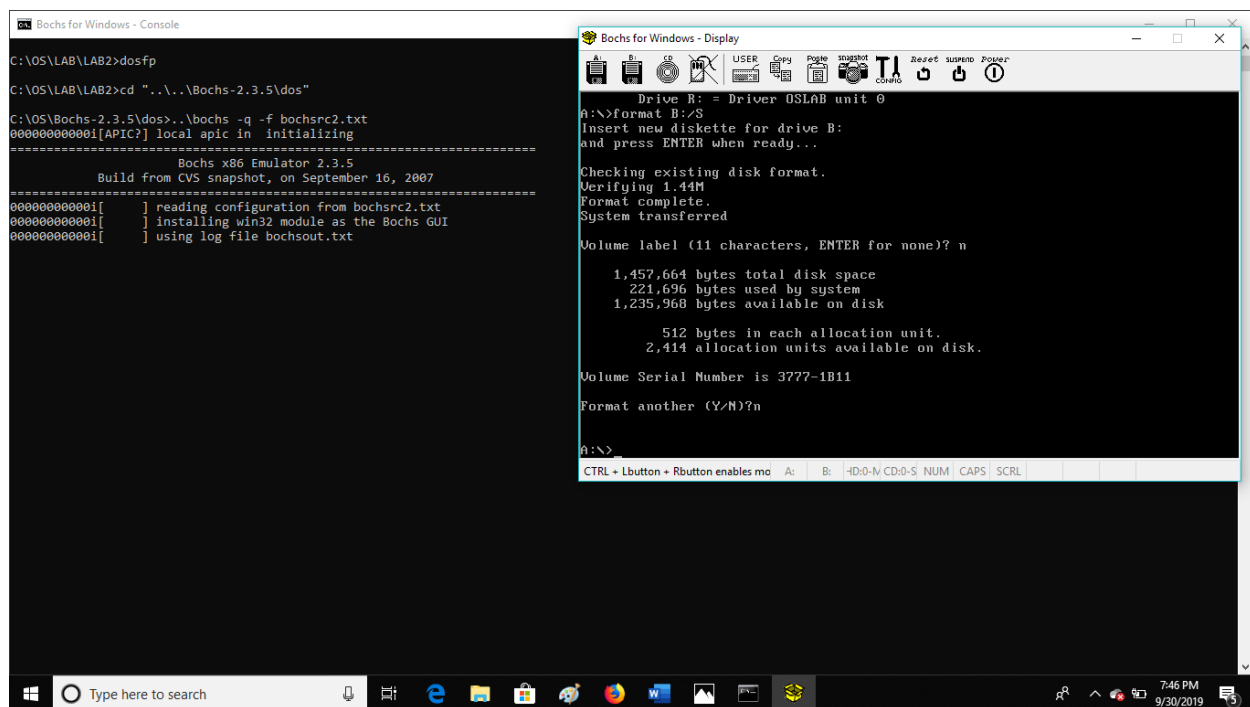 Bochs for Windows - Console
C:\OS\LAB\LAB2>dosfp
C:\OS\LAB\LAB2>cd "..\..\Bochs-2.3.5\dos"
C:\OS\Bochs-2.3.5\dos>..\bochs -q -f bochsrc2.txt
00000000000i[APIC?] local apic in  initializing
========================================================================
Bochs x86 Emulator 2.3.5
Build from CVS snapshot, on September 16, 2007
========================================================================
00000000000i[     ] reading configuration from bochsrc2.txt
00000000000i[     ] installing win32 module as the Bochs GUI
00000000000i[     ] using log file bochsout.txt
Bochs for Windows - Display
A: B: CD USER Copy Paste snapshot CONFIG Reset SUSPEND Power
Drive R: = Driver OSLAB unit 0
A:\>format B:/S
Insert new diskette for drive B:
and press ENTER when ready...
Checking existing disk format.
Verifying 1.44M
Format complete.
System transferred
Volume label (11 characters, ENTER for none)? n
1,457,664 bytes total disk space
221,696 bytes used by system
1,235,968 bytes available on disk
512 bytes in each allocation unit.
2,414 allocation units available on disk.
Volume Serial Number is 3777-1B11
Format another (Y/N)?n
A:\>_
CTRL + Lbutton + Rbutton enables mo A: B: HD:0-M CD:0-S NUM CAPS SCRL
Type here to search
7:46 PM
9/30/2019
5